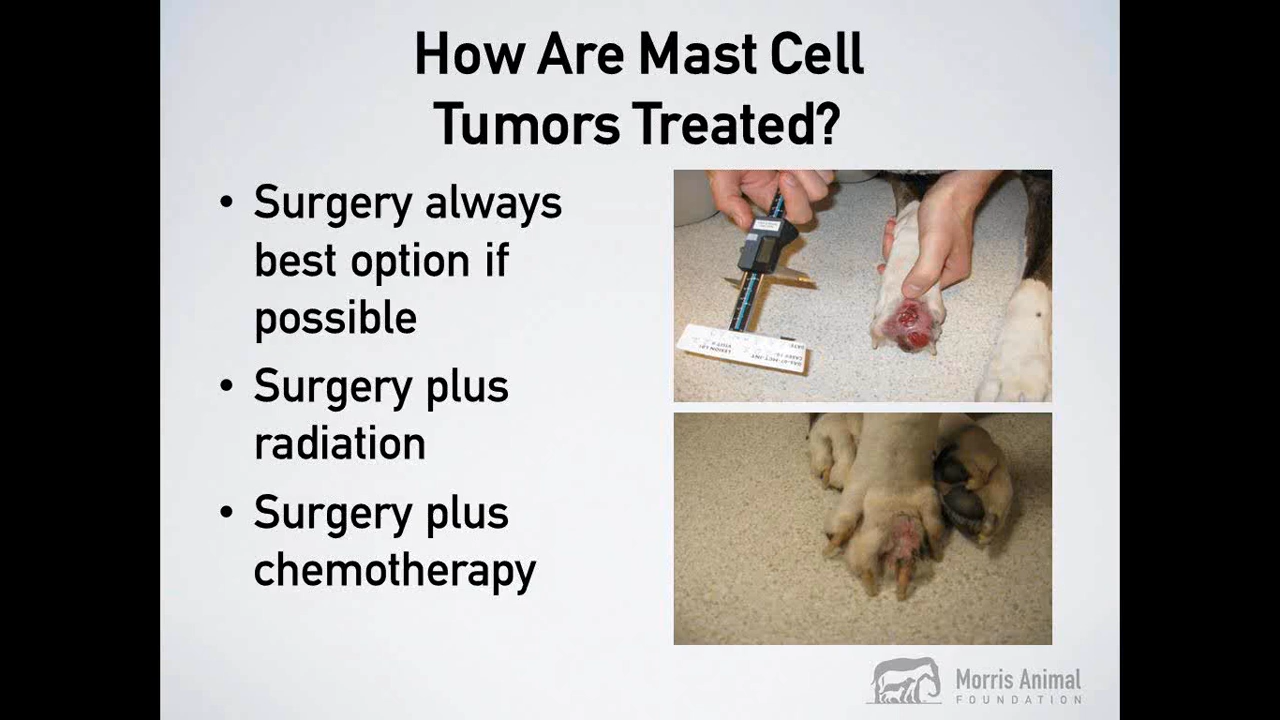 How Are Mast Cell
Tumors Treated?
• Surgery always
best option if
possible
• Surgery plus
radiation
• Surgery plus
chemotherapy
Morris Animal
FOUNDATION